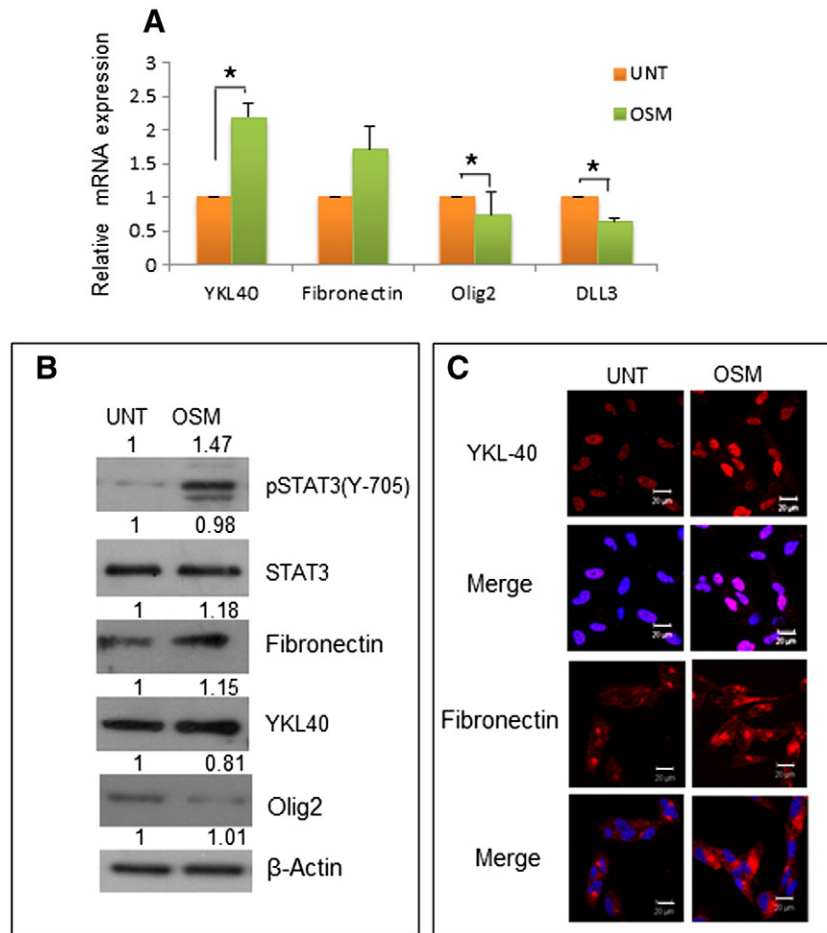 A
Relative mRNA expression
3
2.5
2
1.5
1
0.5
0
*
*
*
UNT
OSM
YKL40 Fibronectin Olig2 DLL3
B
UNT OSM
1 1.47
pSTAT3(Y-705)
1 0.98
STAT3
1 1.18
Fibronectin
1 1.15
YKL40
1 0.81
Olig2
1 1.01
β-Actin
C
UNT OSM
YKL-40
20 µm 20 µm
Merge
20 µm 20 µm
Fibronectin
20 µm 20 µm
Merge
20 µm 20 µm